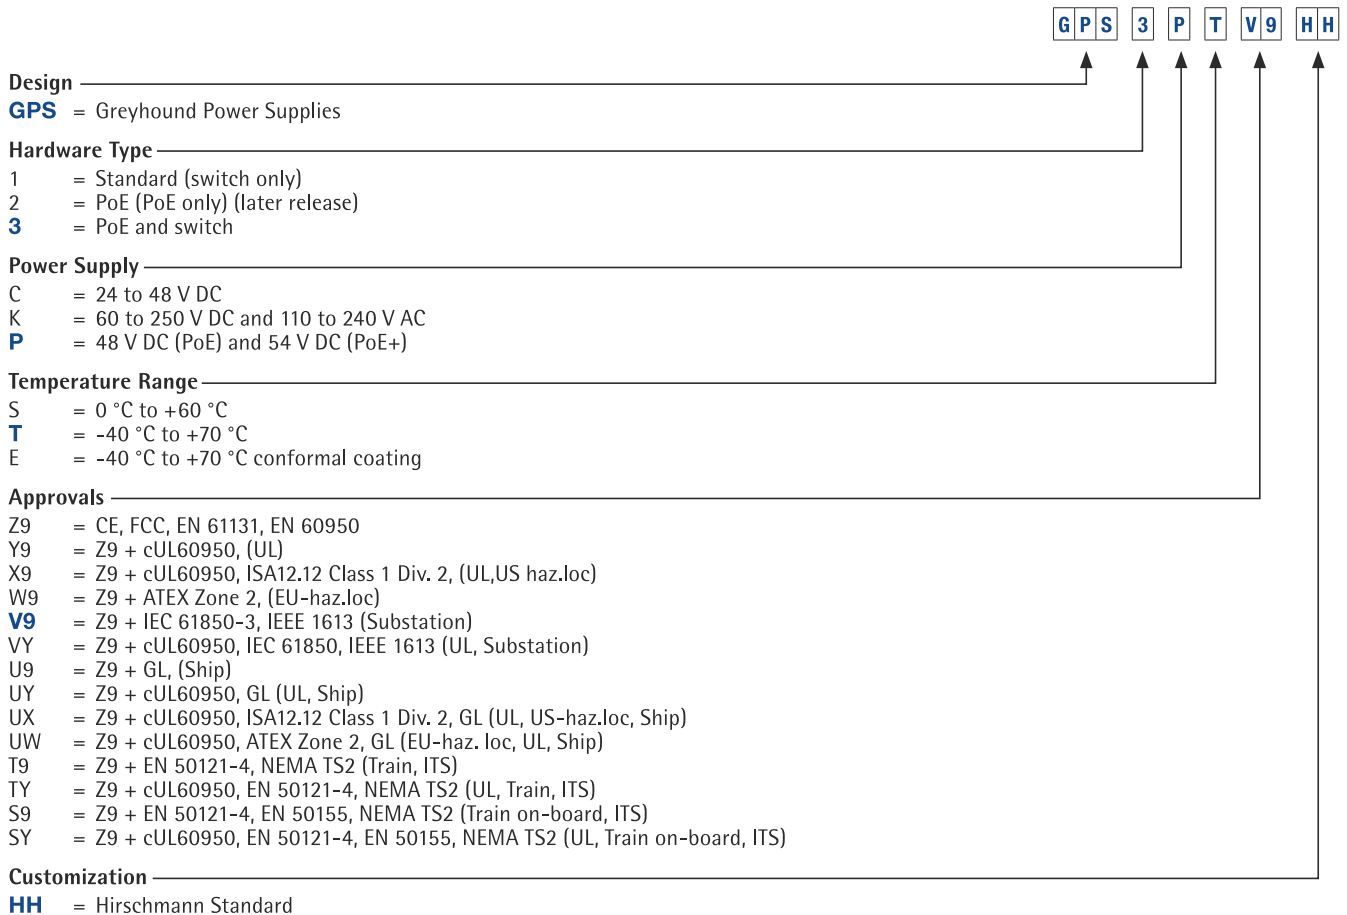 GPS 3 P T V9 HH
Design
GPS = Greyhound Power Supplies
Hardware Type
1 = Standard (switch only)
2 = PoE (PoE only) (later release)
3 = PoE and switch
Power Supply
C = 24 to 48 V DC
K = 60 to 250 V DC and 110 to 240 V AC
P = 48 V DC (PoE) and 54 V DC (PoE+)
Temperature Range
S = 0 °C to +60 °C
T = -40 °C to +70 °C
E = -40 °C to +70 °C conformal coating
Approvals
Z9 = CE, FCC, EN 61131, EN 60950
Y9 = Z9 + cUL60950, (UL)
X9 = Z9 + cUL60950, ISA12.12 Class 1 Div. 2, (UL,US haz.loc)
W9 = Z9 + ATEX Zone 2, (EU-haz.loc)
V9 = Z9 + IEC 61850-3, IEEE 1613 (Substation)
VY = Z9 + cUL60950, IEC 61850, IEEE 1613 (UL, Substation)
U9 = Z9 + GL, (Ship)
UY = Z9 + cUL60950, GL (UL, Ship)
UX = Z9 + cUL60950, ISA12.12 Class 1 Div. 2, GL (UL, US-haz.loc, Ship)
UW = Z9 + cUL60950, ATEX Zone 2, GL (EU-haz. loc, UL, Ship)
T9 = Z9 + EN 50121-4, NEMA TS2 (Train, ITS)
TY = Z9 + cUL60950, EN 50121-4, NEMA TS2 (UL, Train, ITS)
S9 = Z9 + EN 50121-4, EN 50155, NEMA TS2 (Train on-board, ITS)
SY = Z9 + cUL60950, EN 50121-4, EN 50155, NEMA TS2 (UL, Train on-board, ITS)
Customization
HH = Hirschmann Standard